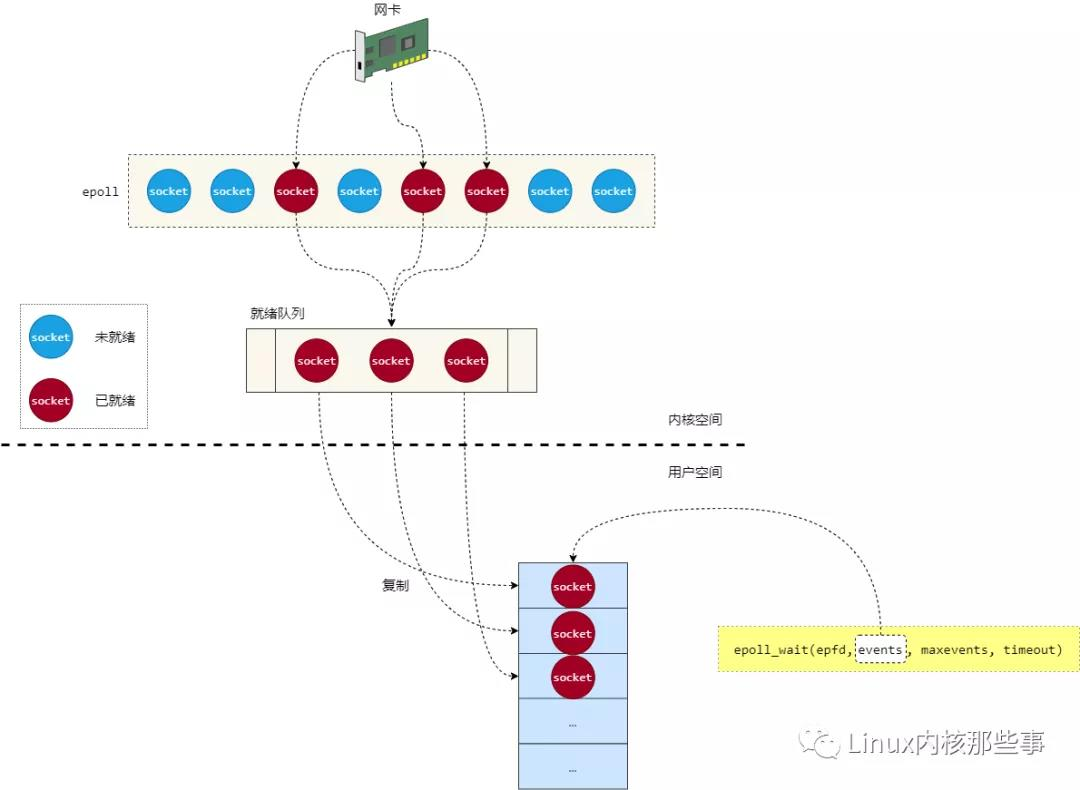 网卡
epoll
socket
socket
socket
socket
socket
socket
socket
socket
就绪队列
socket
未就绪
socket
已就绪
socket
socket
socket
内核空间
用户空间
复制
socket
socket
socket
...
...
epoll_wait(epfd, events, maxevents, timeout)
Linux内核那些事